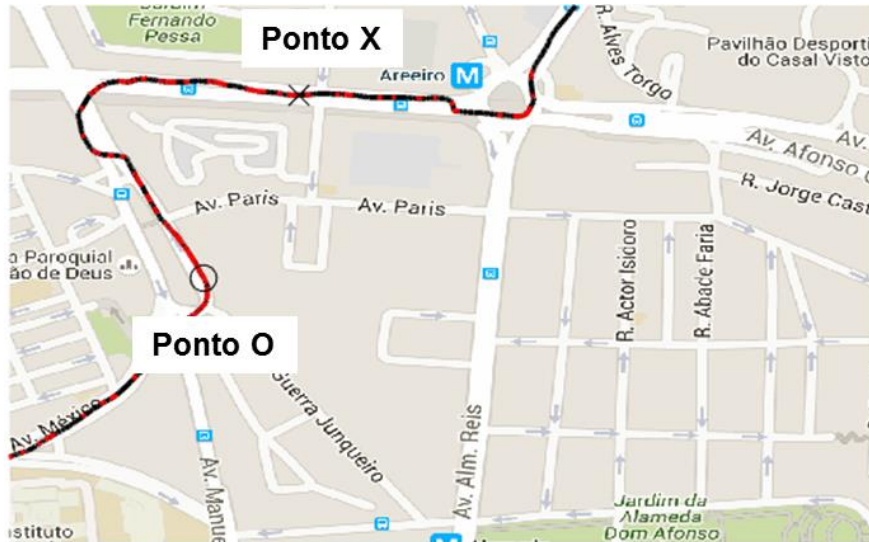 Jardim
Fernando
Pessa
Ponto X
Areeiro
M
R. Alves Torgo
Pavilhão Desporti
do Casal Visto
Av.
Av. Afonso
R. Jorge Cast
Av. Paris
Av. Paris
a Paroquial
ão de Deus
R. Actor Isidoro
R. Abade Faria
Ponto O
Guerra Junqueiro
Av. México
Av. Manue
Av. Alm. Reis
Jardim da
Alameda
Dom Afonso
stituto
M